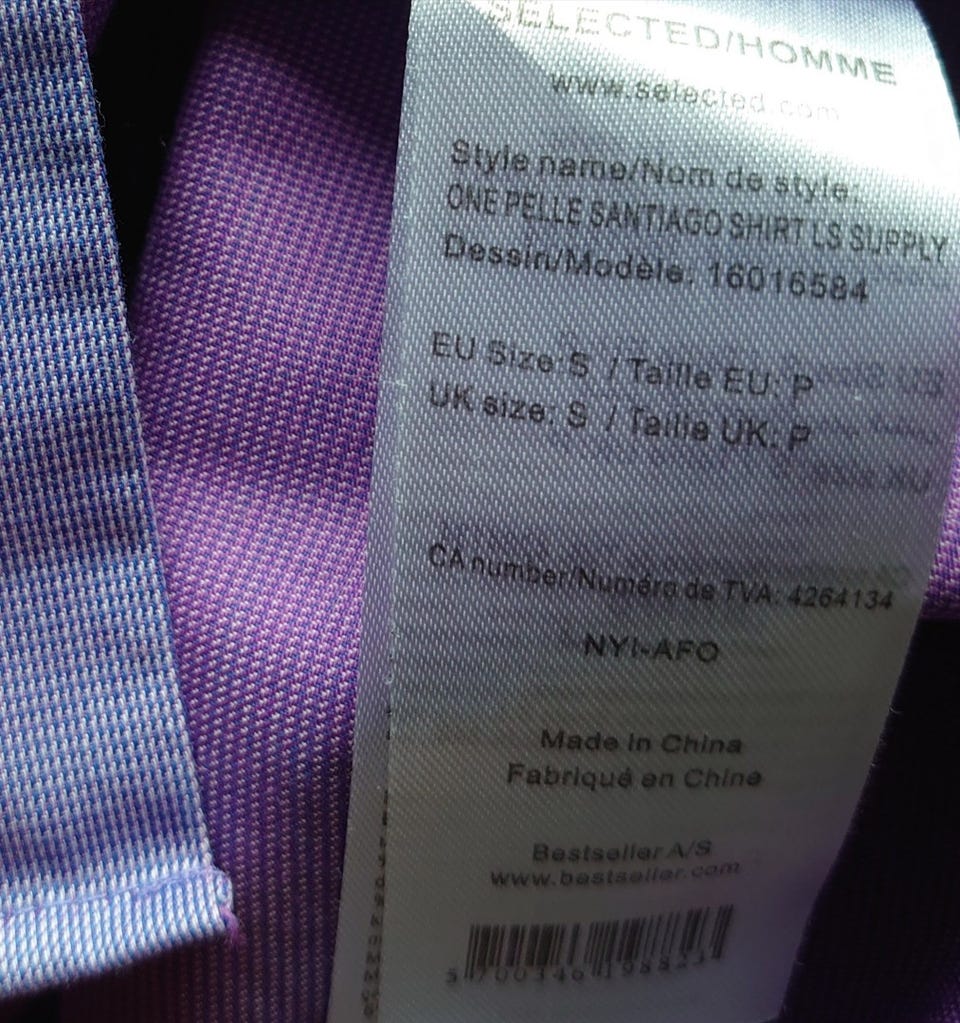 SELECTED/HOMME
www.selected.com
Style name/Nom de style:
ONE PELLE SANTIAGO SHIRT LS SUPPLY
Dessin/Modèle: 16016584
EU Size: S / Taille EU: P
UK size: S / Taille UK: P
CA number/Numéro de TVA: 4264134
NYI-AFO
Made in China
Fabriqué en Chine
Bestseller A/S
www.bestseller.com